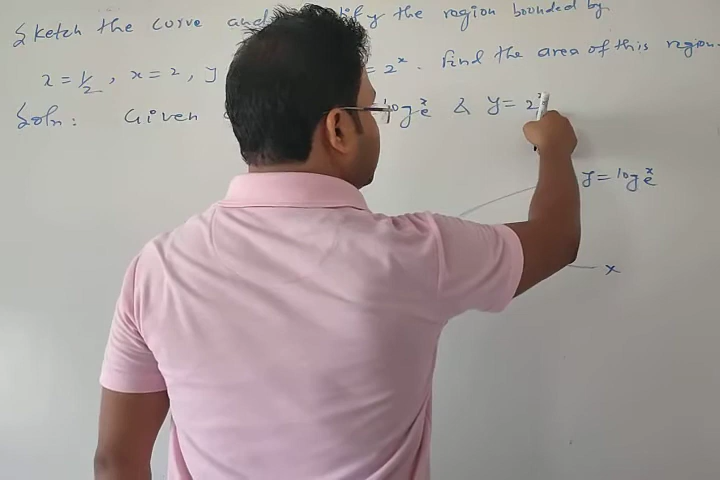 Sketch the curve and the region bounded by
x = 1/2, x = 2, y = 2^x. Find the area of this region.
Soln: Given log_e^x & y = 2
y = log_e^x
x